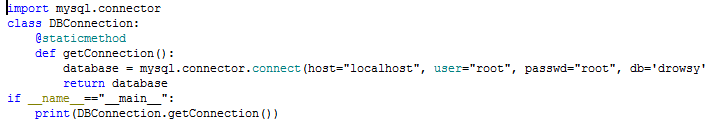 import mysql.connector
class DBConnection:
    @staticmethod
    def getConnection():
        database = mysql.connector.connect(host="localhost", user="root", passwd="root", db='drowsy'
        return database
if __name__=="__main__":
    print(DBConnection.getConnection())